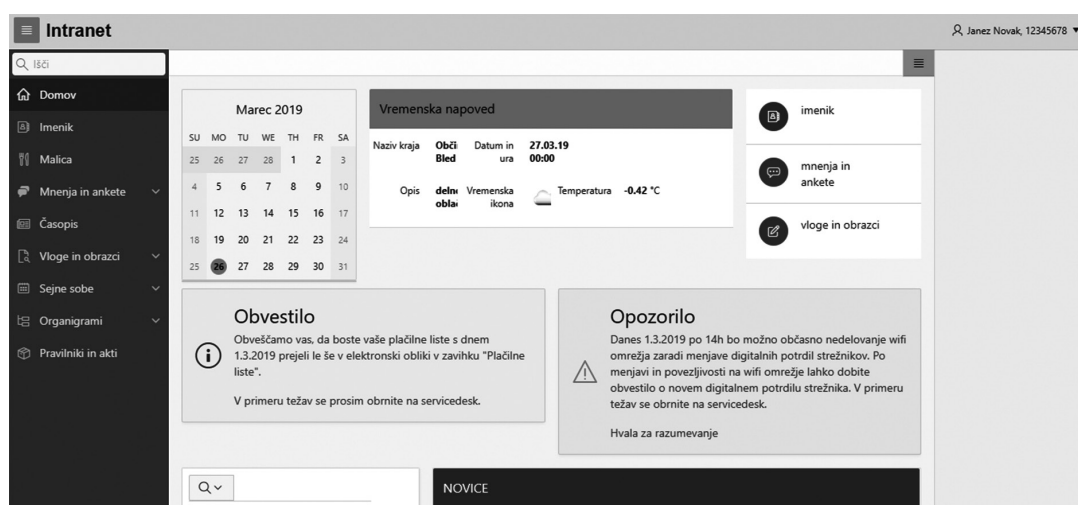 Intranet
Janez Novak, 12345678
Išči
Domov
Imenik
Malica
Mnenja in ankete
Časopis
Vloge in obrazci
Sejne sobe
Organigrami
Pravilniki in akti
Marec 2019
SU MO TU WE TH FR SA
25 26 27 28 1 2 3
4 5 6 7 8 9 10
11 12 13 14 15 16 17
18 19 20 21 22 23 24
25 26 27 28 29 30 31
Vremenska napoved
Naziv kraja Obči Datum in 27.03.19
Bled ura 00:00
Opis delno Vremenska Temperatura -0.42 °C
oblač ikona
imenik
mnenja in
ankete
vloge in obrazci
Obvestilo
Obveščamo vas, da boste vaše plačilne liste s dnem
1.3.2019 prejeli le še v elektronski obliki v zavihku "Plačilne
liste".
V primeru težav se prosim obrnite na servicedesk.
Opozorilo
Danes 1.3.2019 po 14h bo možno občasno nedelovanje wifi
omrežja zaradi menjave digitalnih potrdil strežnikov. Po
menjavi in povezljivosti na wifi omrežje lahko dobite
obvestilo o novem digitalnem potrdilu strežnika. V primeru
težav se obrnite na servicedesk.
Hvala za razumevanje
NOVICE